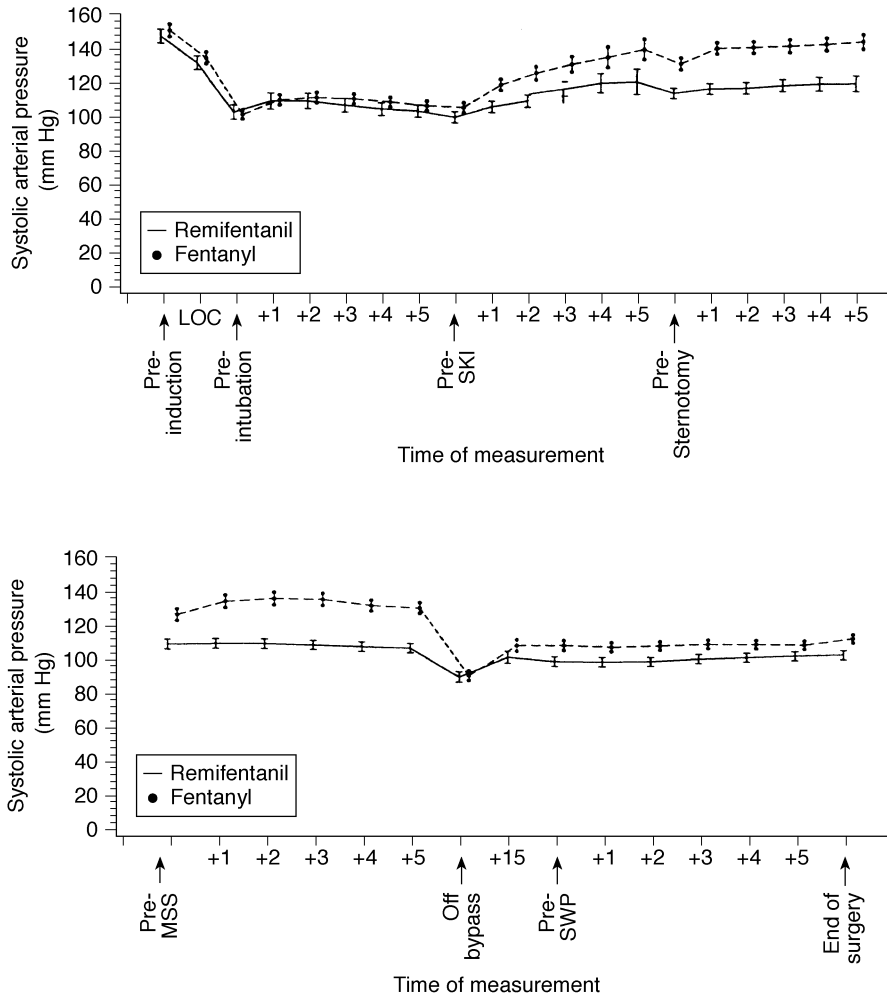 160
140
120
100
80
60
40
20
0
Systolic arterial pressure
(mm Hg)
Remifentanil
Fentanyl
LOC +1 +2 +3 +4 +5 +1 +2 +3 +4 +5 +1 +2 +3 +4 +5
Pre-
induction
Pre-
intubation
Pre-
SKI
Pre-
Sternotomy
Time of measurement
160
140
120
100
80
60
40
20
0
Systolic arterial pressure
(mm Hg)
Remifentanil
Fentanyl
+1 +2 +3 +4 +5 +15 +1 +2 +3 +4 +5
Pre-
MSS
Off
bypass
Pre-
SWP
End of
surgery
Time of measurement